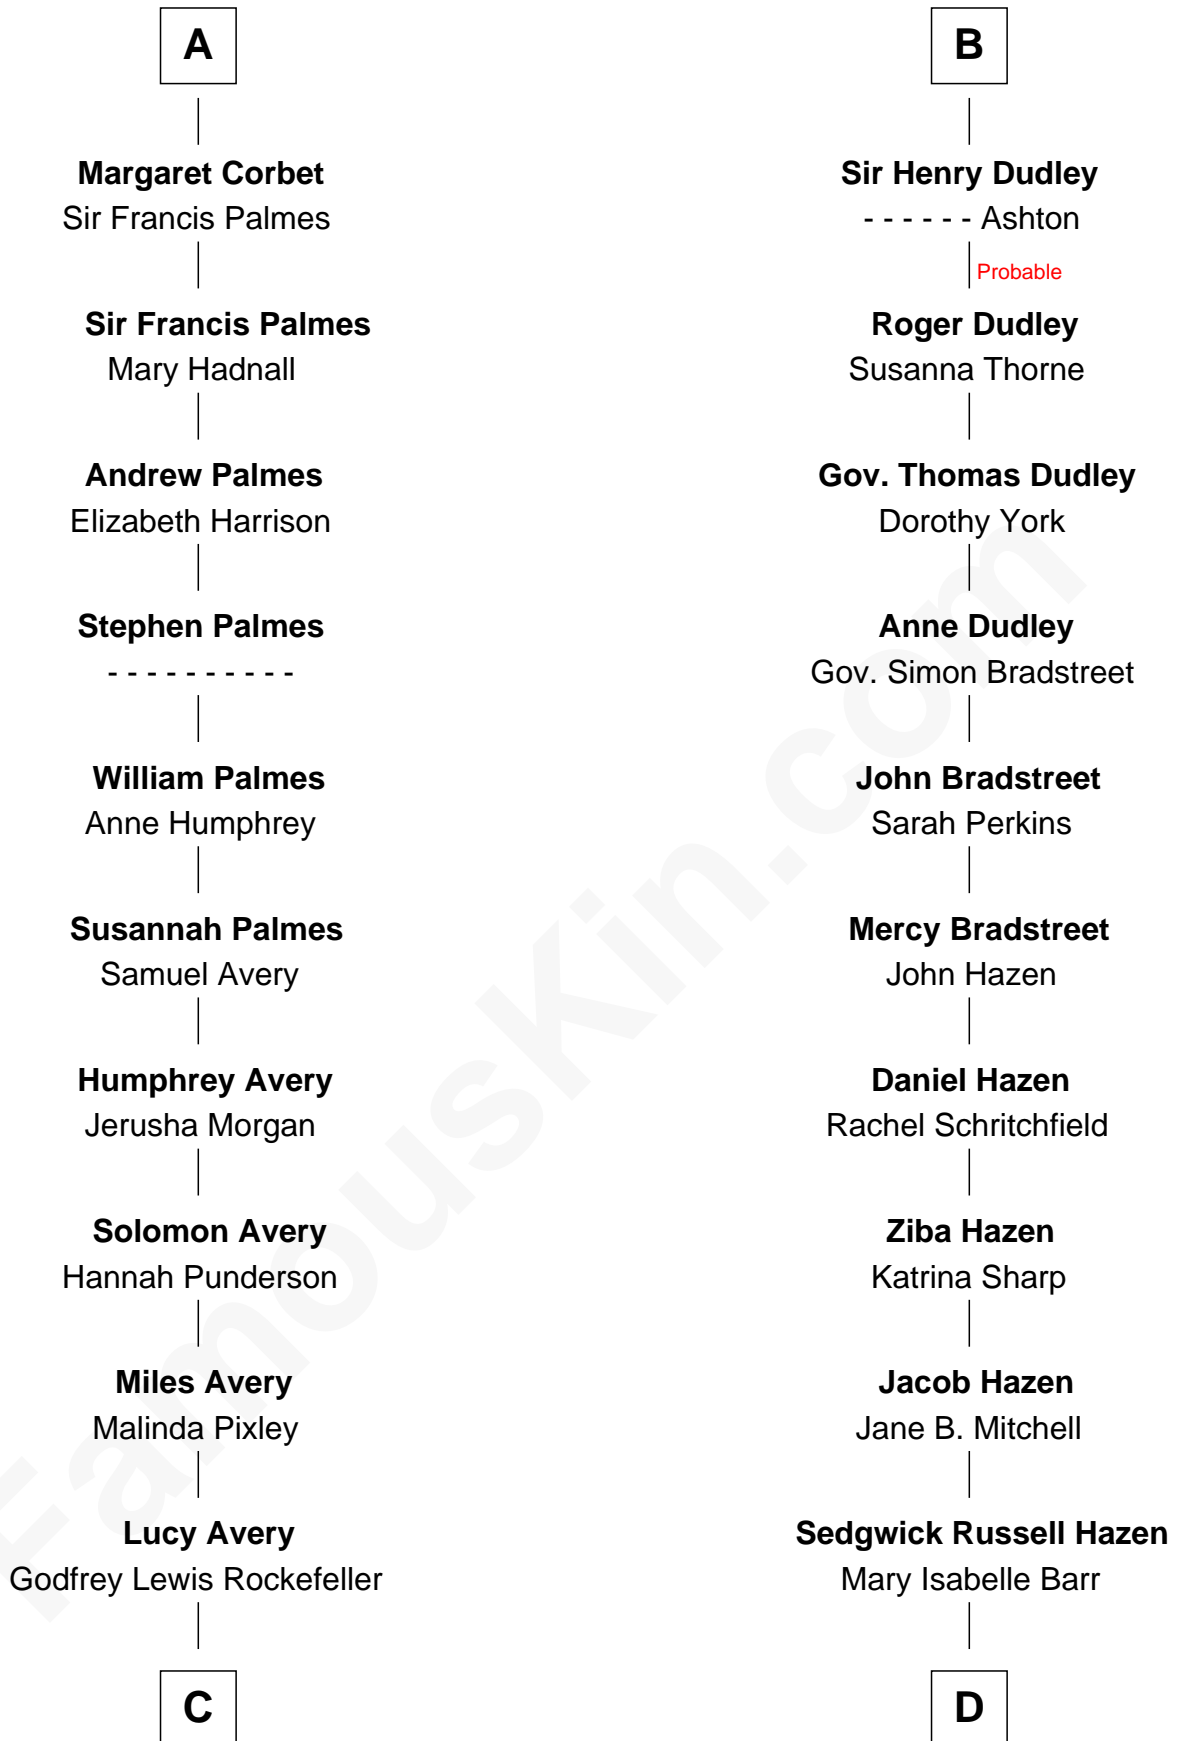 A
Margaret Corbet
Sir Francis Palmes
Sir Francis Palmes
Mary Hadnall
Andrew Palmes
Elizabeth Harrison
Stephen Palmes
- - - - - - - - - -
William Palmes
Anne Humphrey
Susannah Palmes
Samuel Avery
Humphrey Avery
Jerusha Morgan
Solomon Avery
Hannah Punderson
Miles Avery
Malinda Pixley
Lucy Avery
Godfrey Lewis Rockefeller
C
B
Sir Henry Dudley
- - - - - - Ashton
Probable
Roger Dudley
Susanna Thorne
Gov. Thomas Dudley
Dorothy York
Anne Dudley
Gov. Simon Bradstreet
John Bradstreet
Sarah Perkins
Mercy Bradstreet
John Hazen
Daniel Hazen
Rachel Schritchfield
Ziba Hazen
Katrina Sharp
Jacob Hazen
Jane B. Mitchell
Sedgwick Russell Hazen
Mary Isabelle Barr
D
FamousKin.com